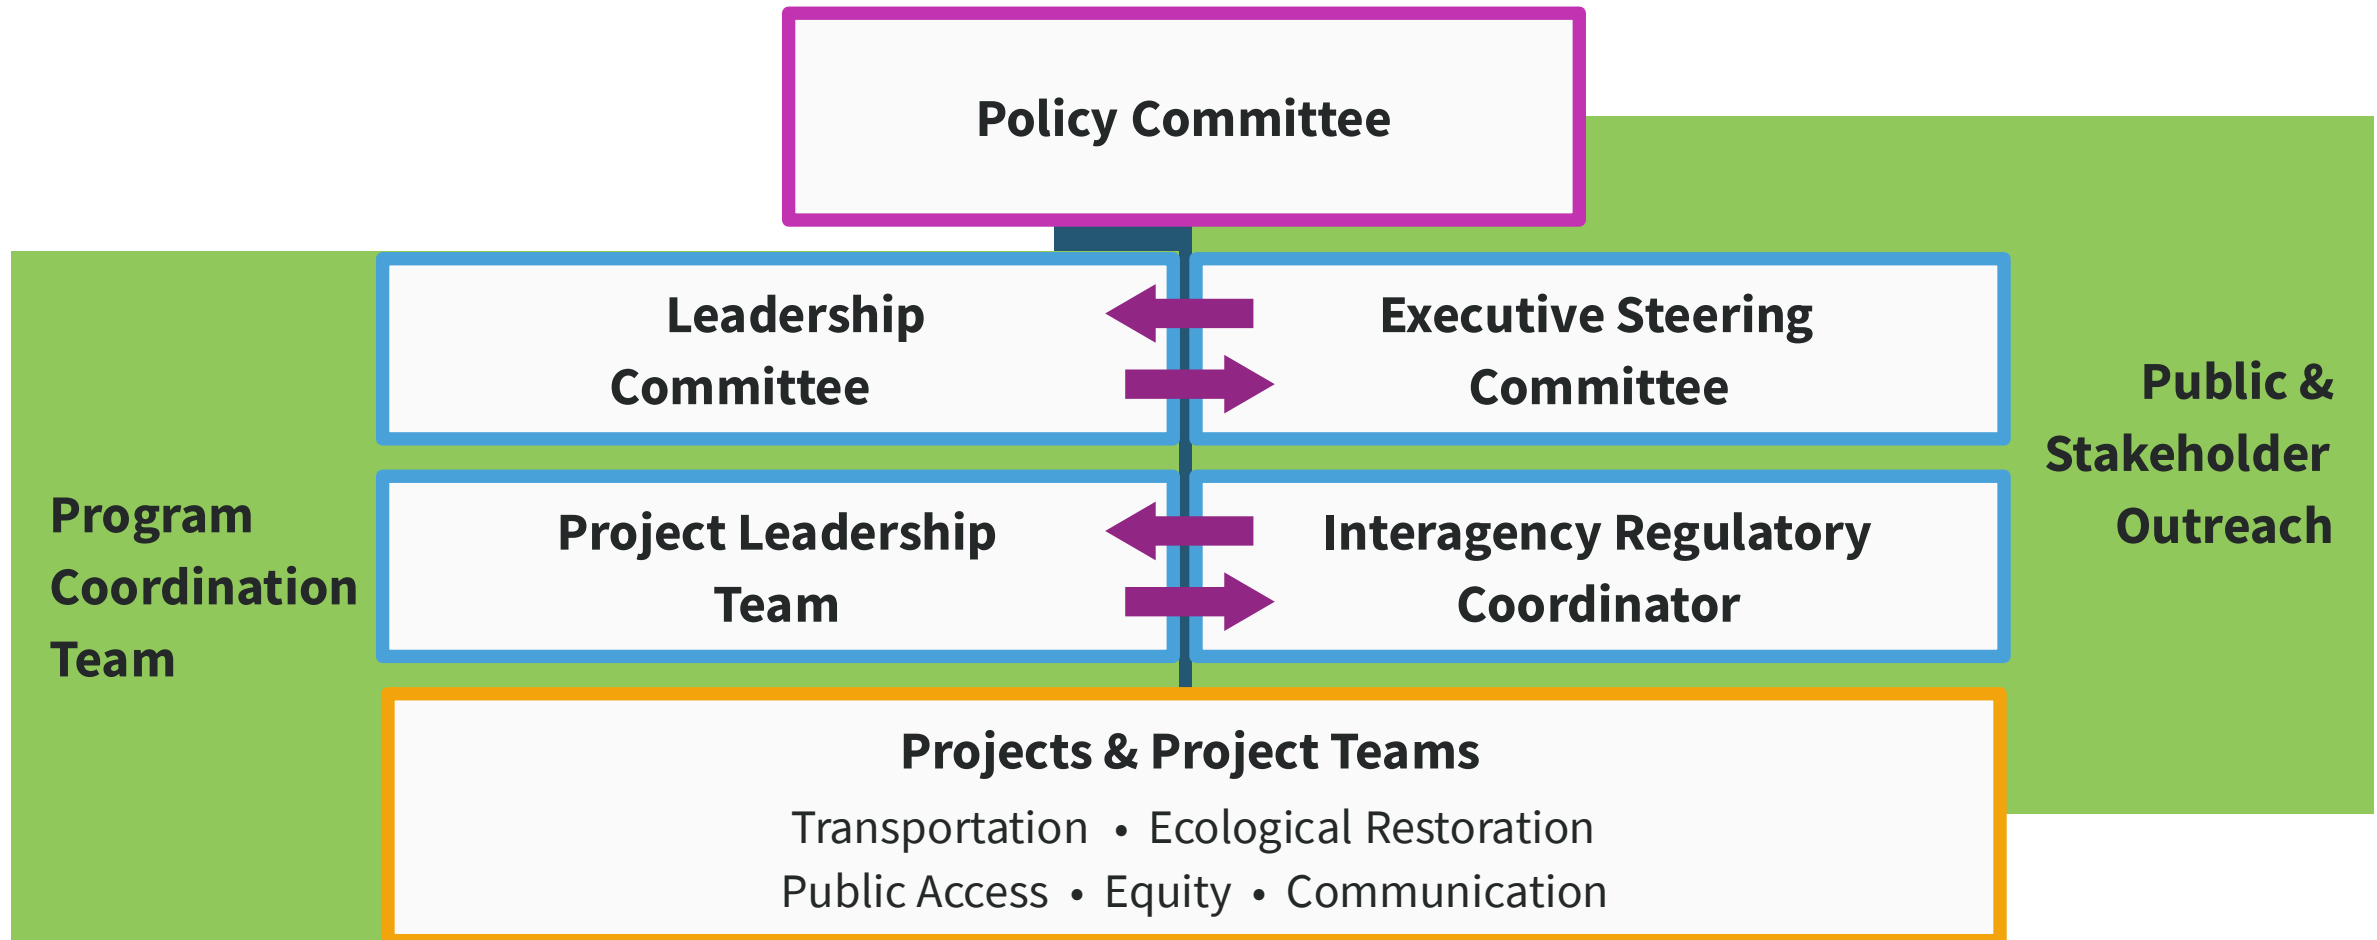 Policy Committee
Leadership
Committee
Executive Steering
Committee
Public &
Stakeholder
Outreach
Program
Coordination
Team
Project Leadership
Team
Interagency Regulatory
Coordinator
Projects & Project Teams
Transportation • Ecological Restoration
Public Access • Equity • Communication